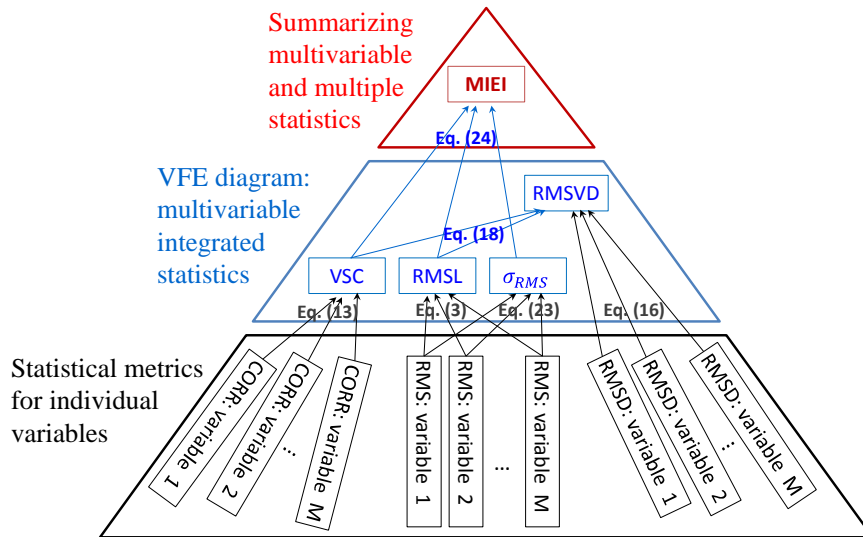 Summarizing
multivariable
and multiple
statistics
MIEI
Eq. (24)
VFE diagram:
multivariable
integrated
statistics
RMSVD
Eq. (18)
VSC
RMSL
σ_RMS
Eq. (13)
Eq. (3)
Eq. (23)
Eq. (16)
Statistical metrics
for individual
variables
CORR: variable 1
CORR: variable 2
...
CORR: variable M
RMS: variable 1
RMS: variable 2
...
RMS: variable M
RMSD: variable 1
RMSD: variable 2
...
RMSD: variable M